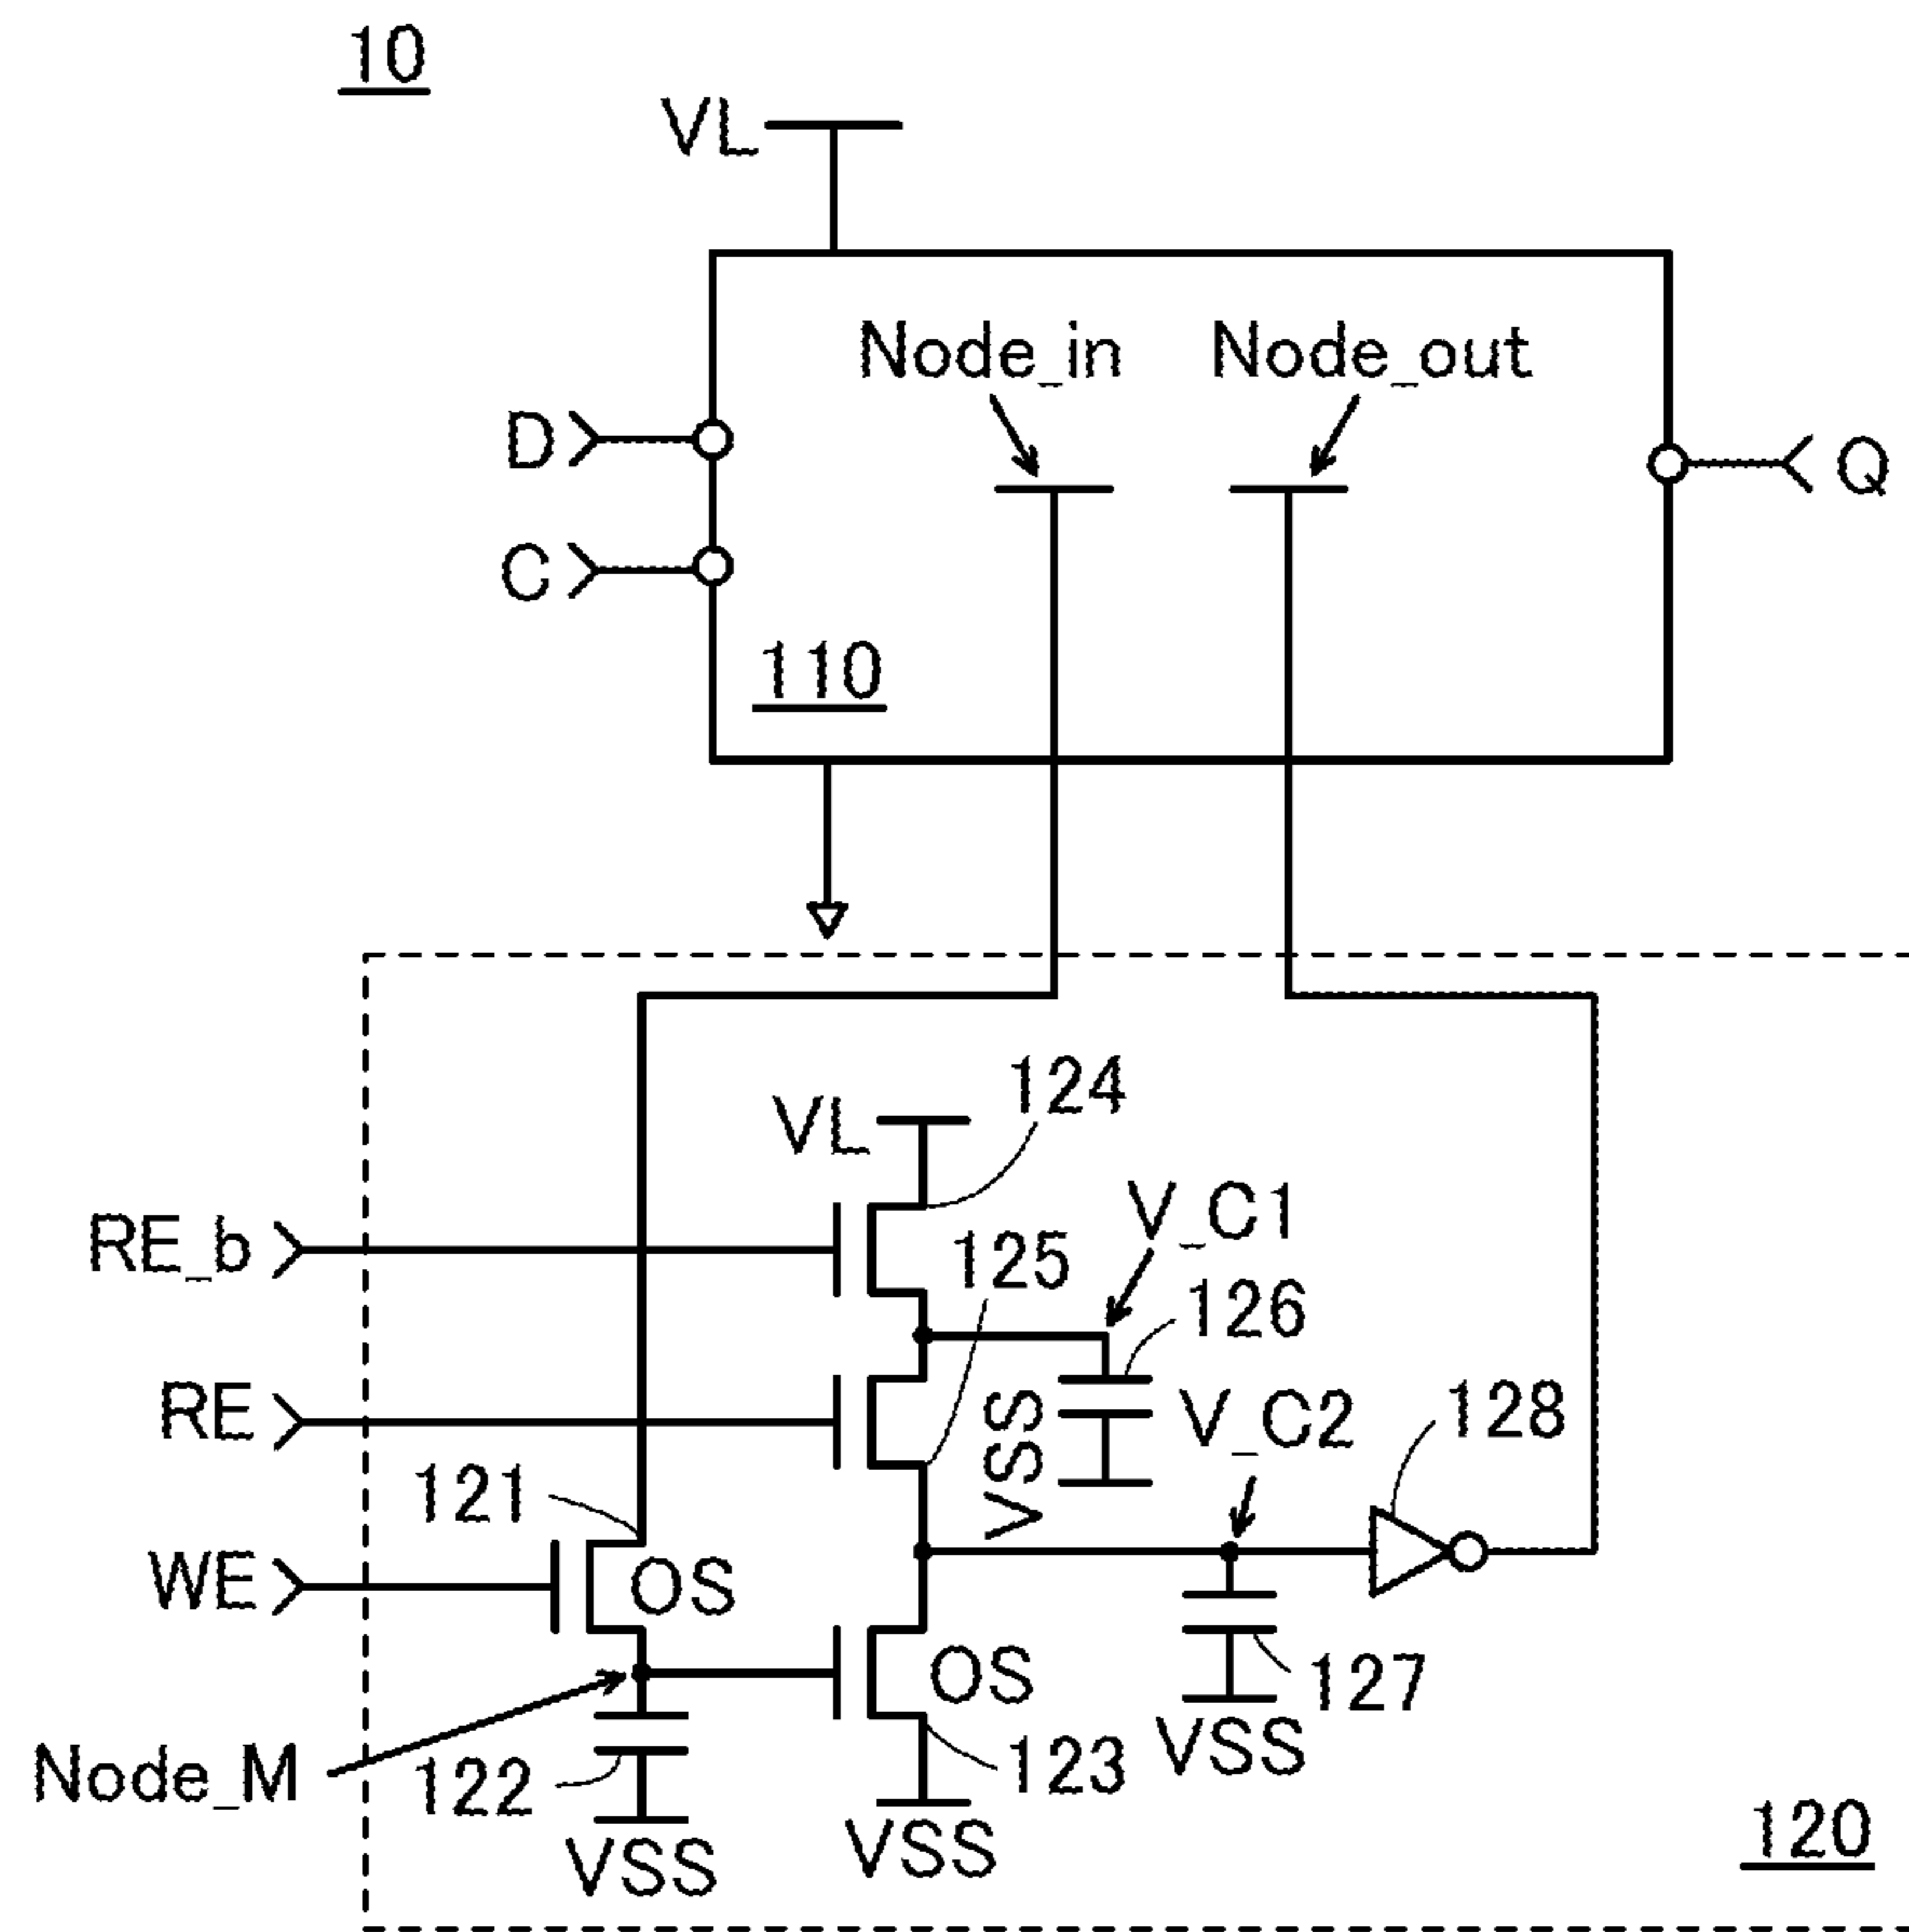 10
VL
Node_in Node_out
D
Q
C
110
124
VL
V_C1
RE_b
125
126
RE
VSS
V_C2
128
121
WE
OS
OS
127
Node_M
122
123
VSS
VSS
VSS
120